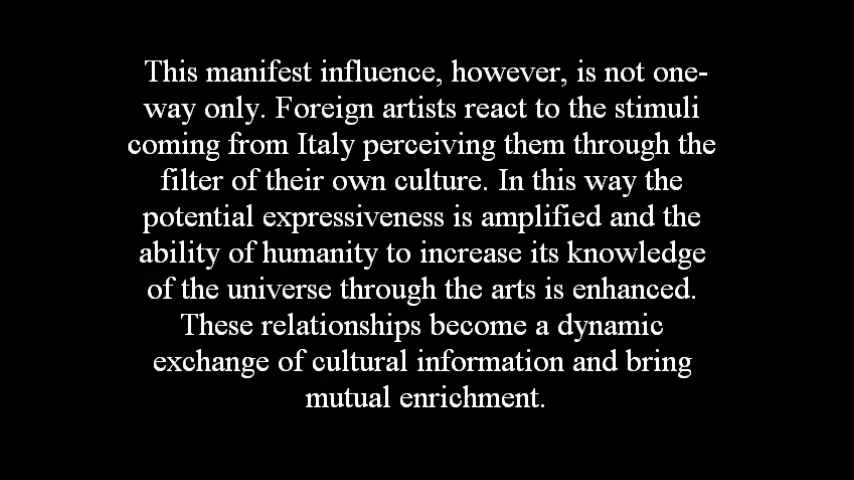 This manifest influence, however, is not one-
way only. Foreign artists react to the stimuli
coming from Italy perceiving them through the
filter of their own culture. In this way the
potential expressiveness is amplified and the
ability of humanity to increase its knowledge
of the universe through the arts is enhanced.
These relationships become a dynamic
exchange of cultural information and bring
mutual enrichment.